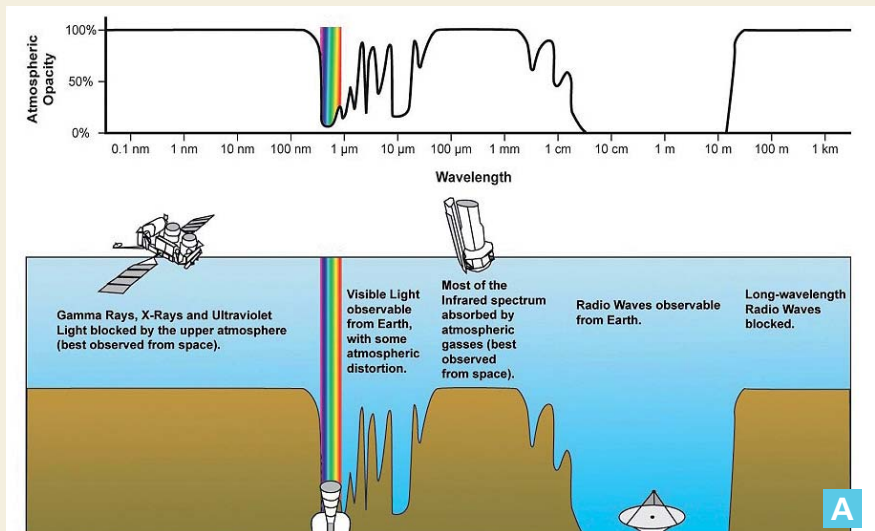 Atmospheric
Opacity
100%
50%
0%
0.1 nm 1 nm 10 nm 100 nm 1 µm 10 µm 100 µm 1 mm 1 cm 10 cm 1 m 10 m 100 m 1 km
Wavelength
Gamma Rays, X-Rays and Ultraviolet
Light blocked by the upper atmosphere
(best observed from space).
Visible Light
observable
from Earth,
with some
atmospheric
distortion.
Most of the
Infrared spectrum
absorbed by
atmospheric
gasses (best
observed
from space).
Radio Waves observable
from Earth.
Long-wavelength
Radio Waves
blocked.
A